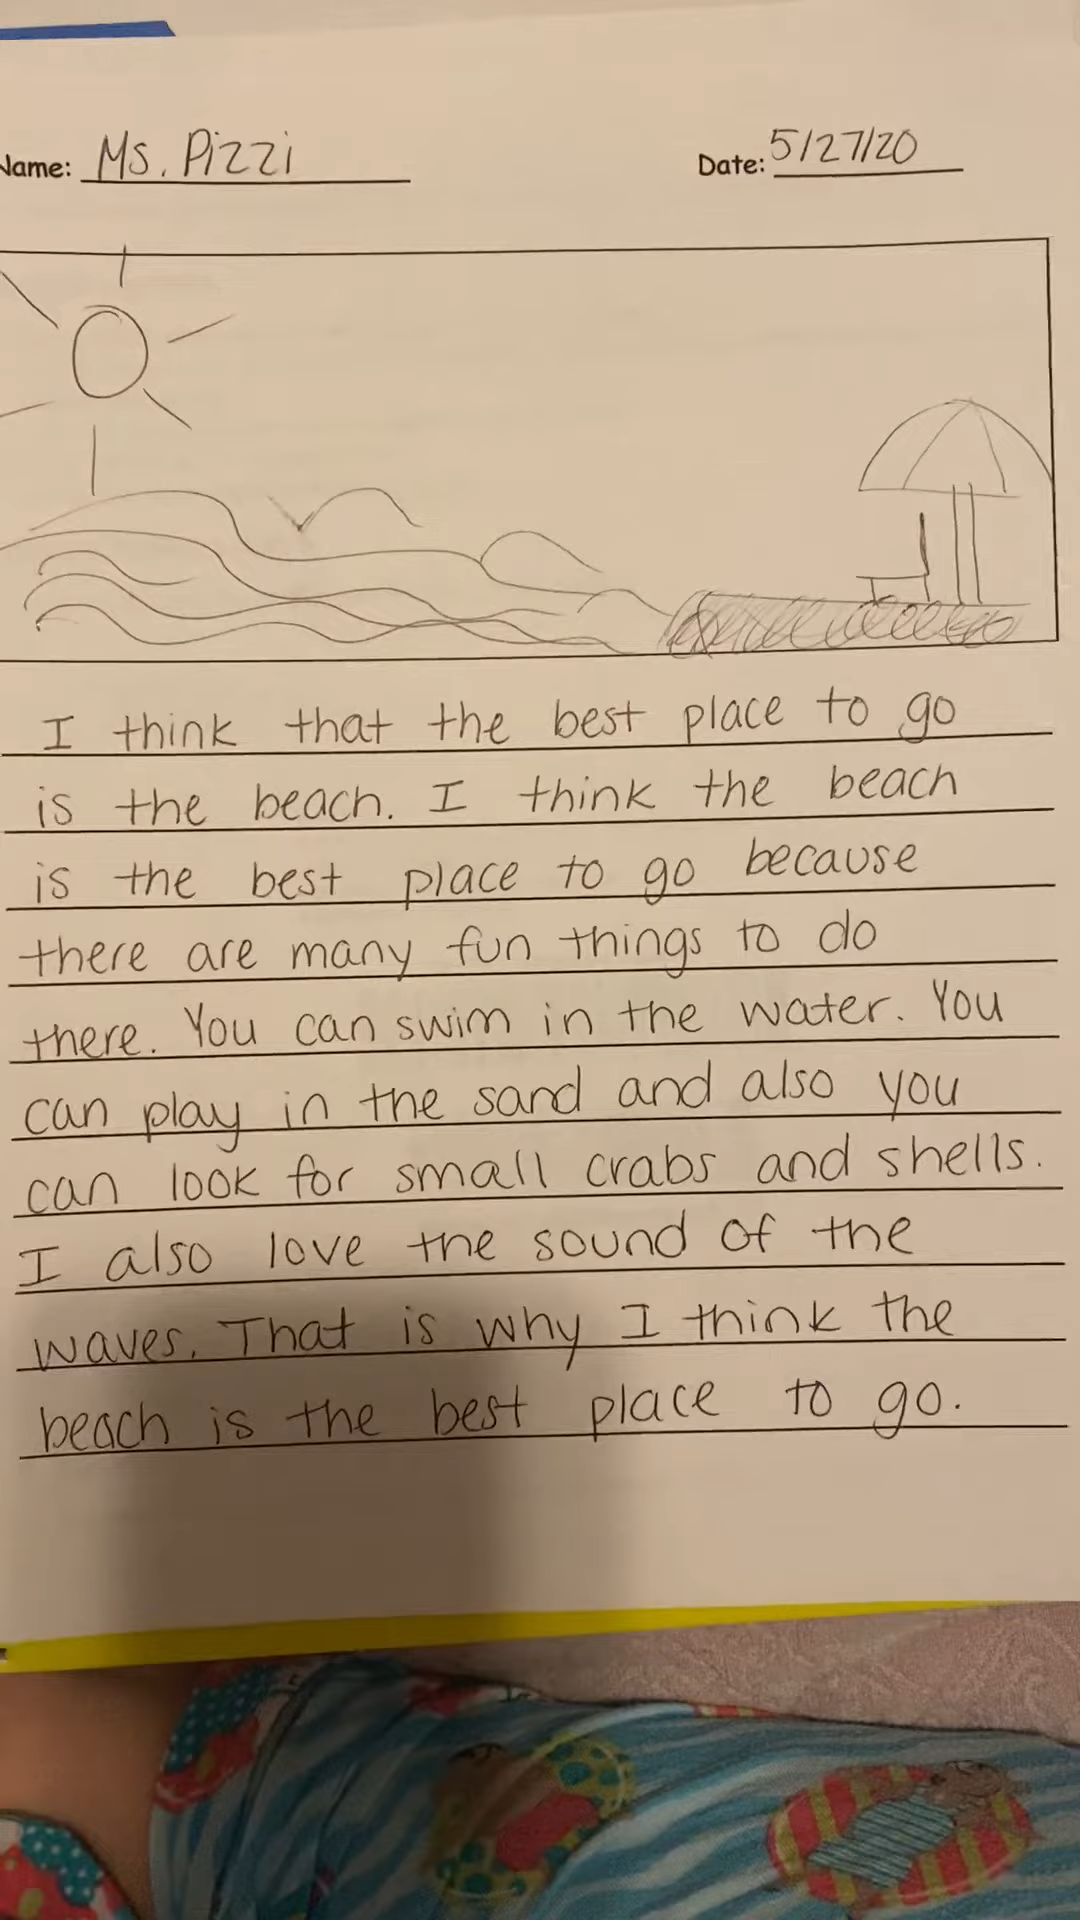 Name: Ms. Pizzi
Date: 5/27/20
I think that the best place to go
is the beach. I think the beach
is the best place to go because
there are many fun things to do
there. You can swim in the water. You
can play in the sand and also you
can look for small crabs and shells.
I also love the sound of the
waves. That is why I think the
beach is the best place to go.